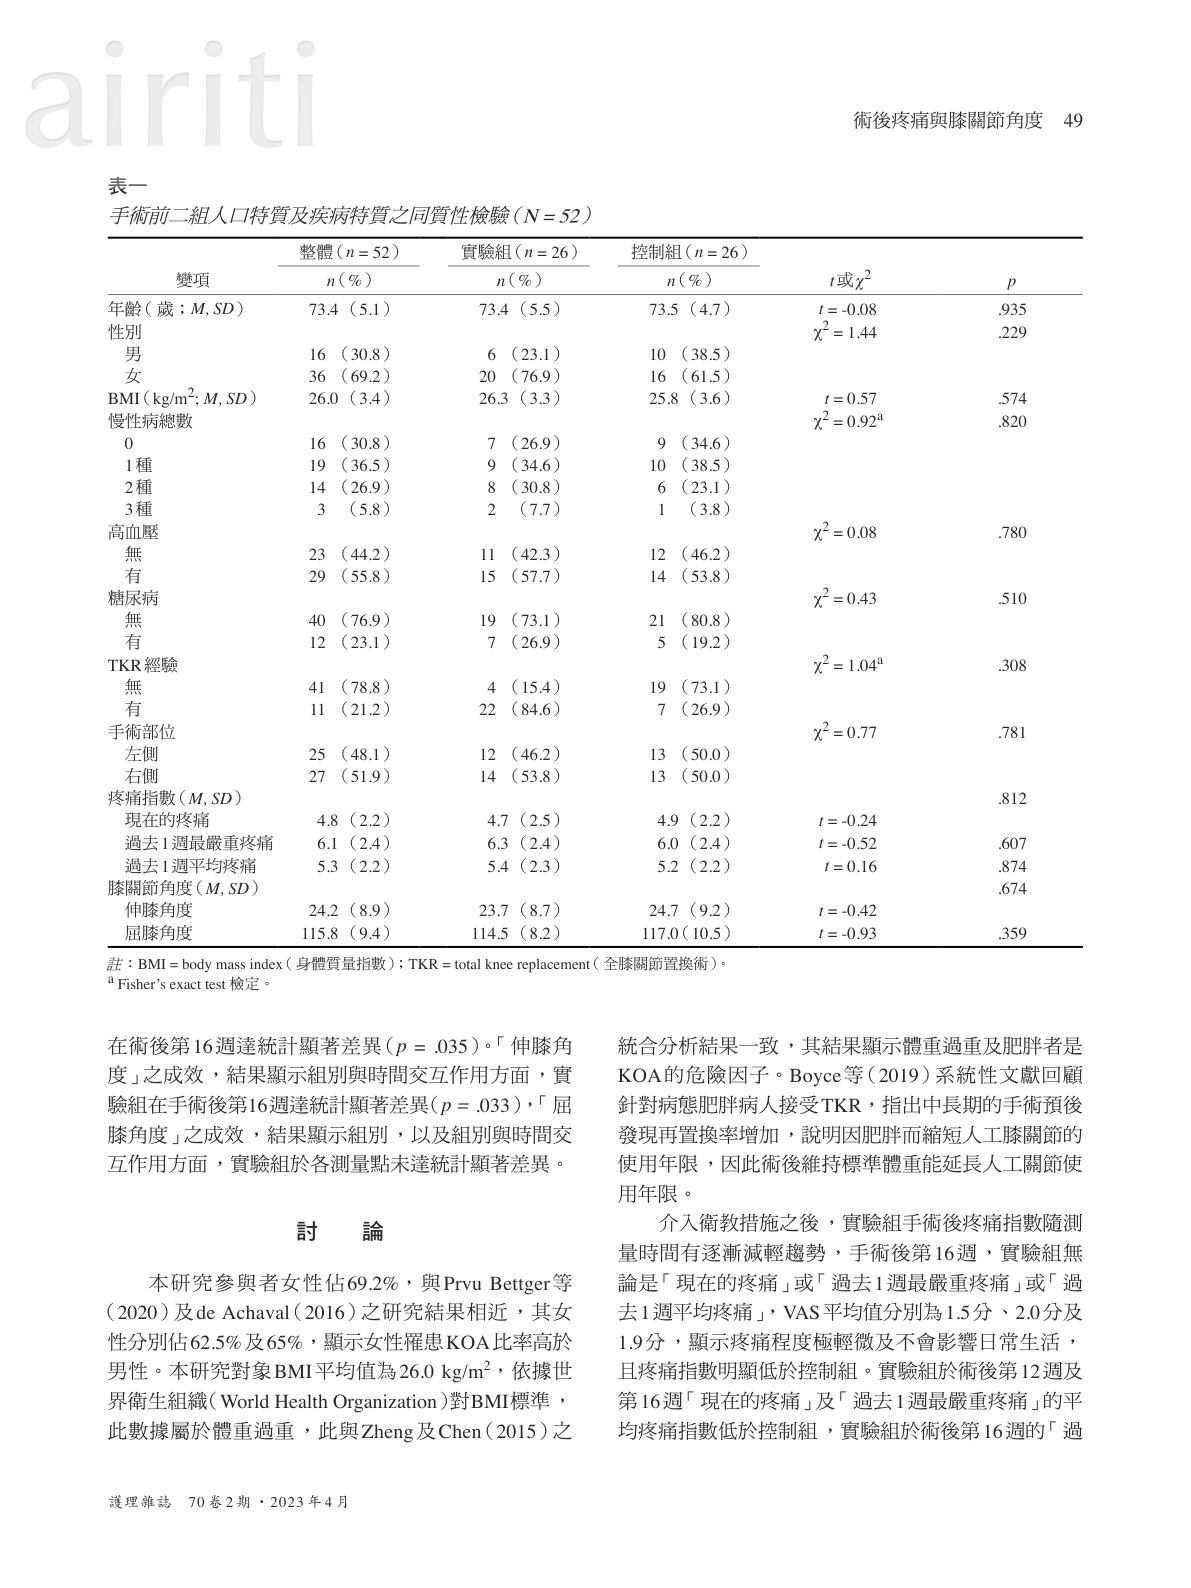 airiti
術後疼痛與膝關節角度 49
表一
手術前二組人口特質及疾病特質之同質性檢驗（N = 52）
整體（n = 52） 實驗組（n = 26） 控制組（n = 26）
變項 n（%） n（%） n（%） t或χ2 p
年齡（歲；M, SD） 73.4（5.1） 73.4（5.5） 73.5（4.7） t = -0.08 .935
性別 χ2 = 1.44 .229
男 16（30.8） 6（23.1） 10（38.5）
女 36（69.2） 20（76.9） 16（61.5）
BMI（kg/m2; M, SD） 26.0（3.4） 26.3（3.3） 25.8（3.6） t = 0.57 .574
慢性病總數 χ2 = 0.92a .820
0 16（30.8） 7（26.9） 9（34.6）
1種 19（36.5） 9（34.6） 10（38.5）
2種 14（26.9） 8（30.8） 6（23.1）
3種 3（5.8） 2（7.7） 1（3.8）
高血壓 χ2 = 0.08 .780
無 23（44.2） 11（42.3） 12（46.2）
有 29（55.8） 15（57.7） 14（53.8）
糖尿病 χ2 = 0.43 .510
無 40（76.9） 19（73.1） 21（80.8）
有 12（23.1） 7（26.9） 5（19.2）
TKR經驗 χ2 = 1.04a .308
無 41（78.8） 4（15.4） 19（73.1）
有 11（21.2） 22（84.6） 7（26.9）
手術部位 χ2 = 0.77 .781
左側 25（48.1） 12（46.2） 13（50.0）
右側 27（51.9） 14（53.8） 13（50.0）
疼痛指數（M, SD） .812
現在的疼痛 4.8（2.2） 4.7（2.5） 4.9（2.2） t = -0.24
過去1週最嚴重疼痛 6.1（2.4） 6.3（2.4） 6.0（2.4） t = -0.52 .607
過去1週平均疼痛 5.3（2.2） 5.4（2.3） 5.2（2.2） t = 0.16 .874
膝關節角度（M, SD） .674
伸膝角度 24.2（8.9） 23.7（8.7） 24.7（9.2） t = -0.42
屈膝角度 115.8（9.4） 114.5（8.2） 117.0（10.5） t = -0.93 .359
註：BMI = body mass index（身體質量指數）；TKR = total knee replacement（全膝關節置換術）。
a Fisher's exact test 檢定。
在術後第16週達統計顯著差異（p = .035）。「伸膝角
度」之成效，結果顯示組別與時間交互作用方面，實
驗組在手術後第16週達統計顯著差異（p = .033），「屈
膝角度」之成效，結果顯示組別，以及組別與時間交
互作用方面，實驗組於各測量點未達統計顯著差異。
討 論
本研究參與者女性佔69.2%，與Prvu Bettger等
（2020）及de Achaval（2016）之研究結果相近，其女
性分別佔62.5%及65%，顯示女性罹患KOA比率高於
男性。本研究對象BMI平均值為26.0 kg/m2，依據世
界衛生組織（World Health Organization）對BMI標準，
此數據屬於體重過重，此與Zheng及Chen（2015）之
統合分析結果一致，其結果顯示體重過重及肥胖者是
KOA的危險因子。Boyce等（2019）系統性文獻回顧
針對病態肥胖病人接受TKR，指出中長期的手術預後
發現再置換率增加，說明因肥胖而縮短人工膝關節的
使用年限，因此術後維持標準體重能延長人工關節使
用年限。
介入衛教措施之後，實驗組手術後疼痛指數隨測
量時間有逐漸減輕趨勢，手術後第16週，實驗組無
論是「現在的疼痛」或「過去1週最嚴重疼痛」或「過
去1週平均疼痛」，VAS平均值分別為1.5分、2.0分及
1.9分，顯示疼痛程度極輕微及不會影響日常生活，
且疼痛指數明顯低於控制組。實驗組於術後第12週及
第16週「現在的疼痛」及「過去1週最嚴重疼痛」的平
均疼痛指數低於控制組，實驗組於術後第16週的「過
護理雜誌 70卷2期・2023年4月